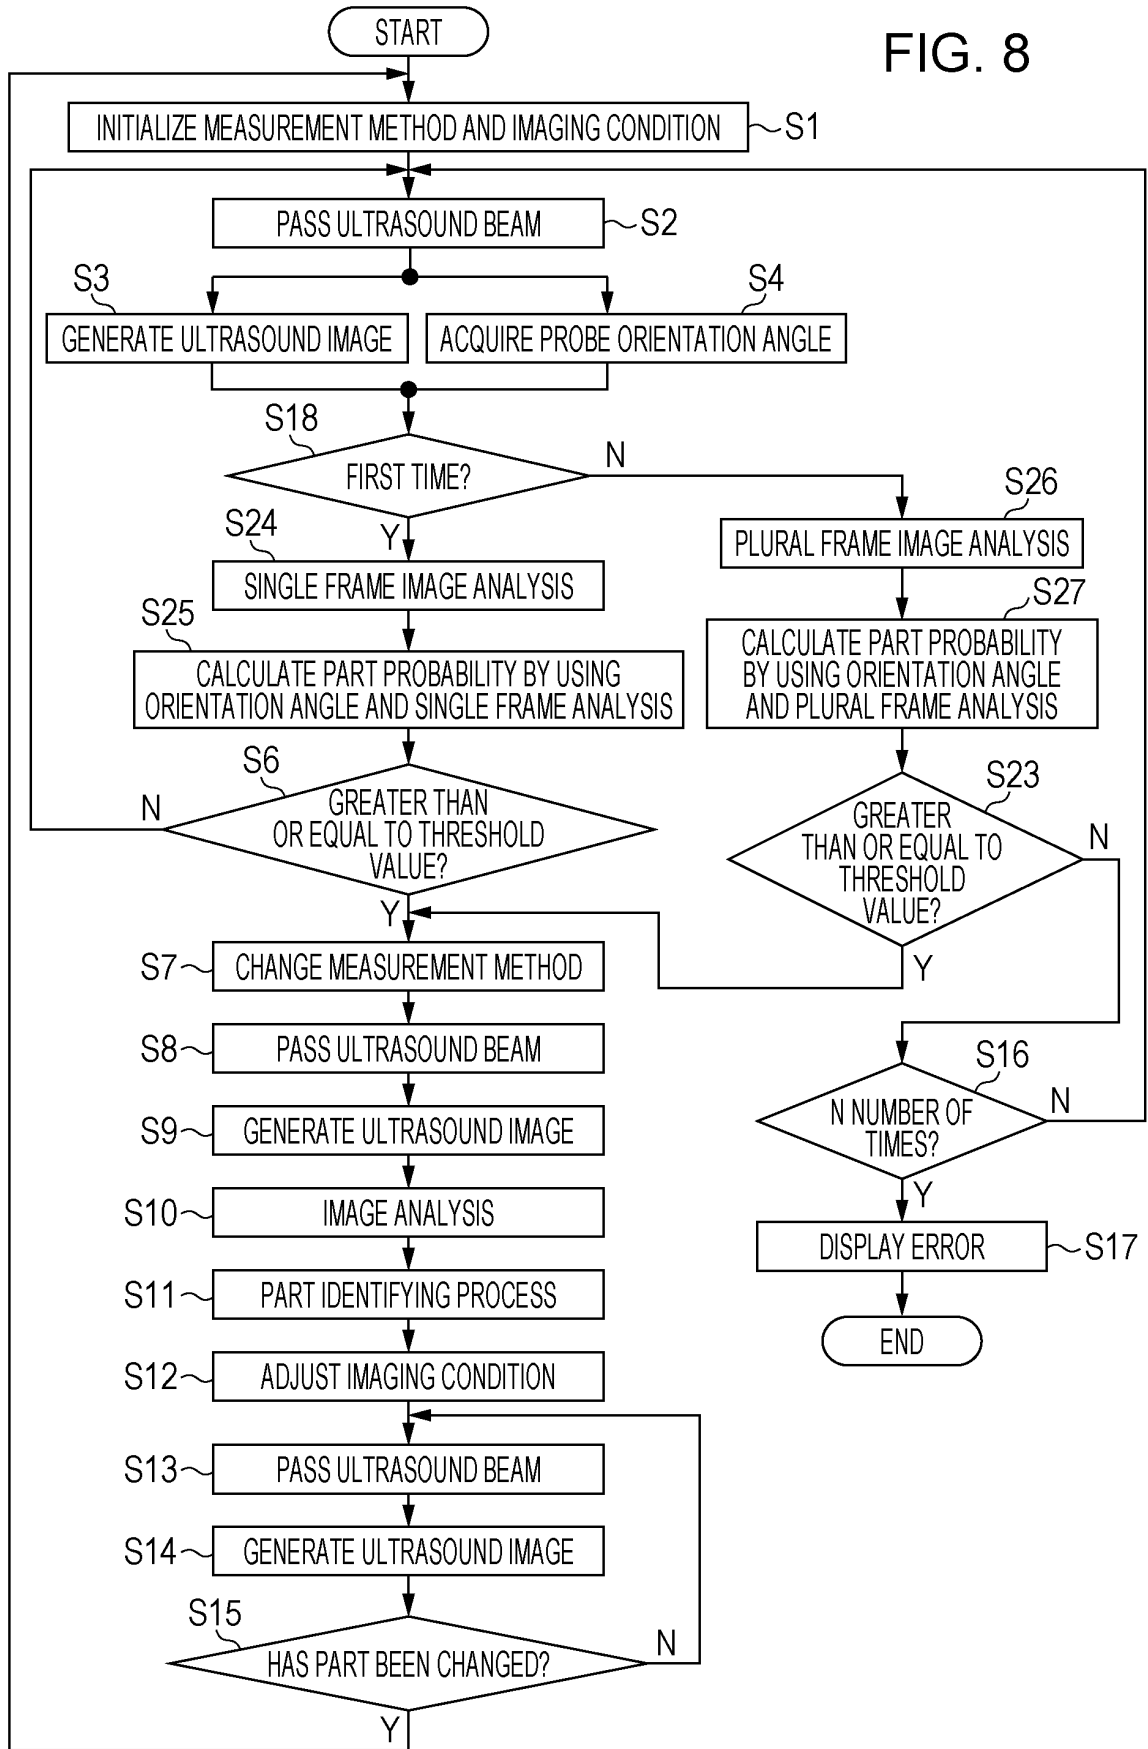 START
FIG. 8
INITIALIZE MEASUREMENT METHOD AND IMAGING CONDITION
S1
PASS ULTRASOUND BEAM
S2
S3
S4
GENERATE ULTRASOUND IMAGE
ACQUIRE PROBE ORIENTATION ANGLE
S18
FIRST TIME?
N
Y
S26
PLURAL FRAME IMAGE ANALYSIS
S24
SINGLE FRAME IMAGE ANALYSIS
S27
CALCULATE PART PROBABILITY
BY USING ORIENTATION ANGLE
AND PLURAL FRAME ANALYSIS
S25
CALCULATE PART PROBABILITY BY USING
ORIENTATION ANGLE AND SINGLE FRAME ANALYSIS
S6
GREATER THAN
OR EQUAL TO THRESHOLD
VALUE?
N
Y
S23
GREATER
THAN OR EQUAL TO
THRESHOLD
VALUE?
N
Y
S7
CHANGE MEASUREMENT METHOD
S8
PASS ULTRASOUND BEAM
S16
N NUMBER OF
TIMES?
N
Y
S9
GENERATE ULTRASOUND IMAGE
S10
IMAGE ANALYSIS
DISPLAY ERROR
S17
S11
PART IDENTIFYING PROCESS
END
S12
ADJUST IMAGING CONDITION
S13
PASS ULTRASOUND BEAM
S14
GENERATE ULTRASOUND IMAGE
S15
HAS PART BEEN CHANGED?
N
Y